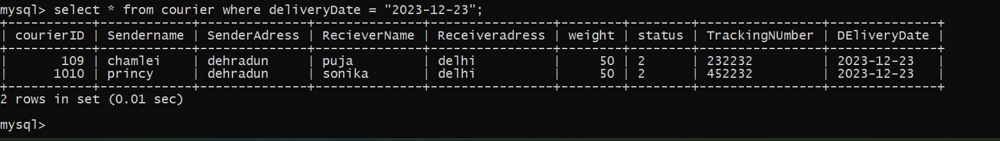 mysql> select * from courier where deliveryDate = "2023-12-23";
+-----------+------------+--------------+--------------+----------------+--------+--------+----------------+--------------+
| courierID | Sendername | SenderAdress | RecieverName | Receiveradress | weight | status | TrackingNUmber | DEliveryDate |
+-----------+------------+--------------+--------------+----------------+--------+--------+----------------+--------------+
|       109 | chamlei    | dehradun     | puja         | delhi          |     50 | 2      | 232232         | 2023-12-23   |
|      1010 | princy     | dehradun     | sonika       | delhi          |     50 | 2      | 452232         | 2023-12-23   |
+-----------+------------+--------------+--------------+----------------+--------+--------+----------------+--------------+
2 rows in set (0.01 sec)
mysql>